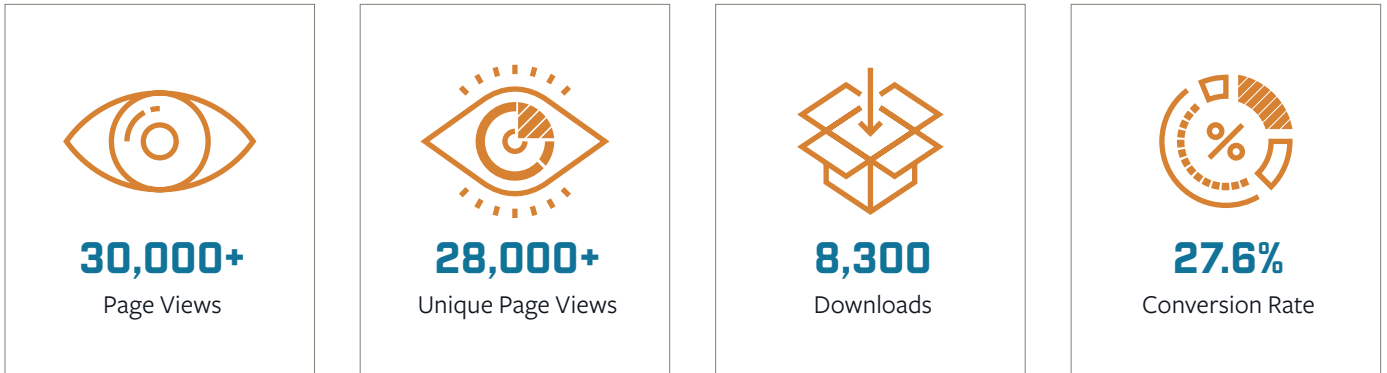 30,000+
Page Views
28,000+
Unique Page Views
8,300
Downloads
%
27.6%
Conversion Rate